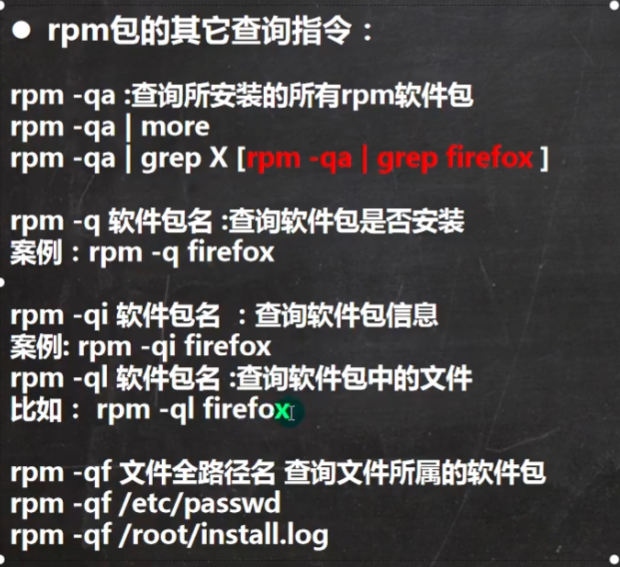 ● rpm包的其它查询指令：
rpm -qa :查询所安装的所有rpm软件包
rpm -qa | more
rpm -qa | grep X [rpm -qa | grep firefox ]
rpm -q 软件包名 :查询软件包是否安装
案例：rpm -q firefox
rpm -qi 软件包名 ：查询软件包信息
案例: rpm -qi firefox
rpm -ql 软件包名 :查询软件包中的文件
比如： rpm -ql firefox
rpm -qf 文件全路径名 查询文件所属的软件包
rpm -qf /etc/passwd
rpm -qf /root/install.log